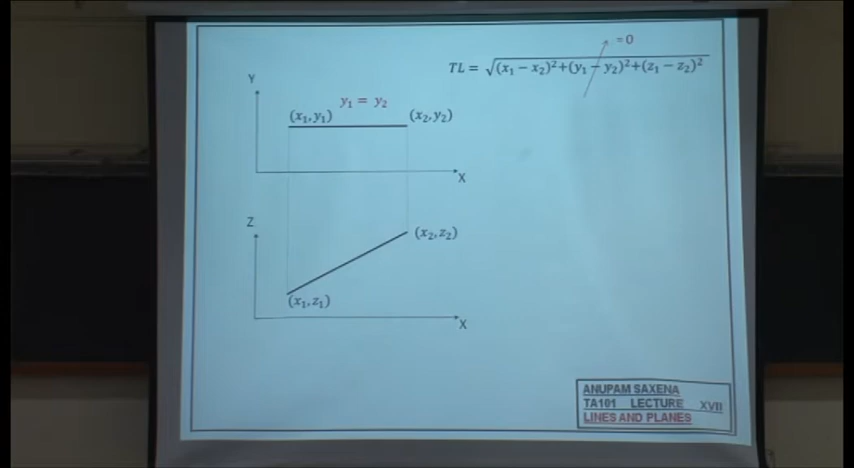 = 0
TL = √(x₁ − x₂)²+(y₁ − y₂)²+(z₁ − z₂)²
Y
y₁ = y₂
(x₁,y₁) (x₂,y₂)
X
Z
(x₂,z₂)
(x₁,z₁)
X
ANUPAM SAXENA
TA101 LECTURE XVII
LINES AND PLANES